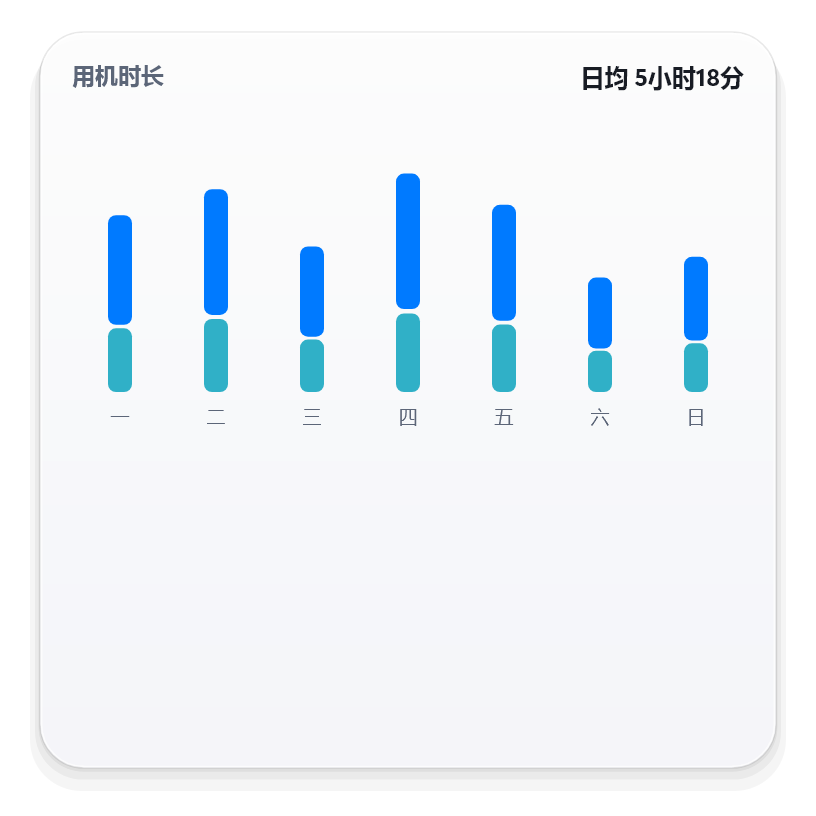 用机时长
日均 5小时18分
一 二 三 四 五 六 日